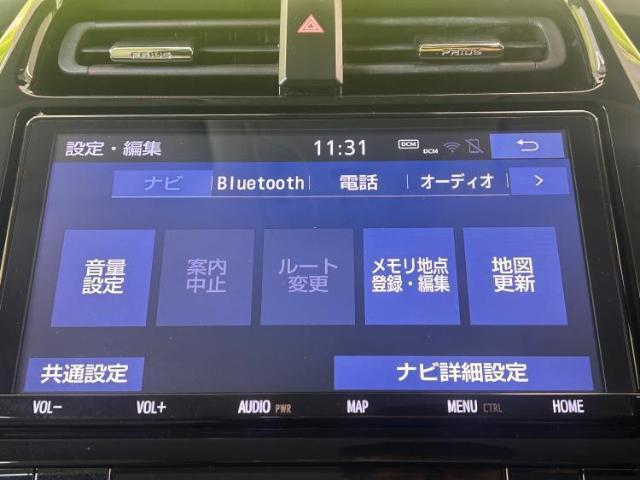 PRIUS
PRIUS
設定・編集 11:31 DCM DCM
ナビ Bluetooth 電話 オーディオ >
音量
設定
案内
中止
ルート
変更
メモリ地点
登録・編集
地図
更新
共通設定 ナビ詳細設定
VOL- VOL+ AUDIO PWR MAP MENU CTRL HOME